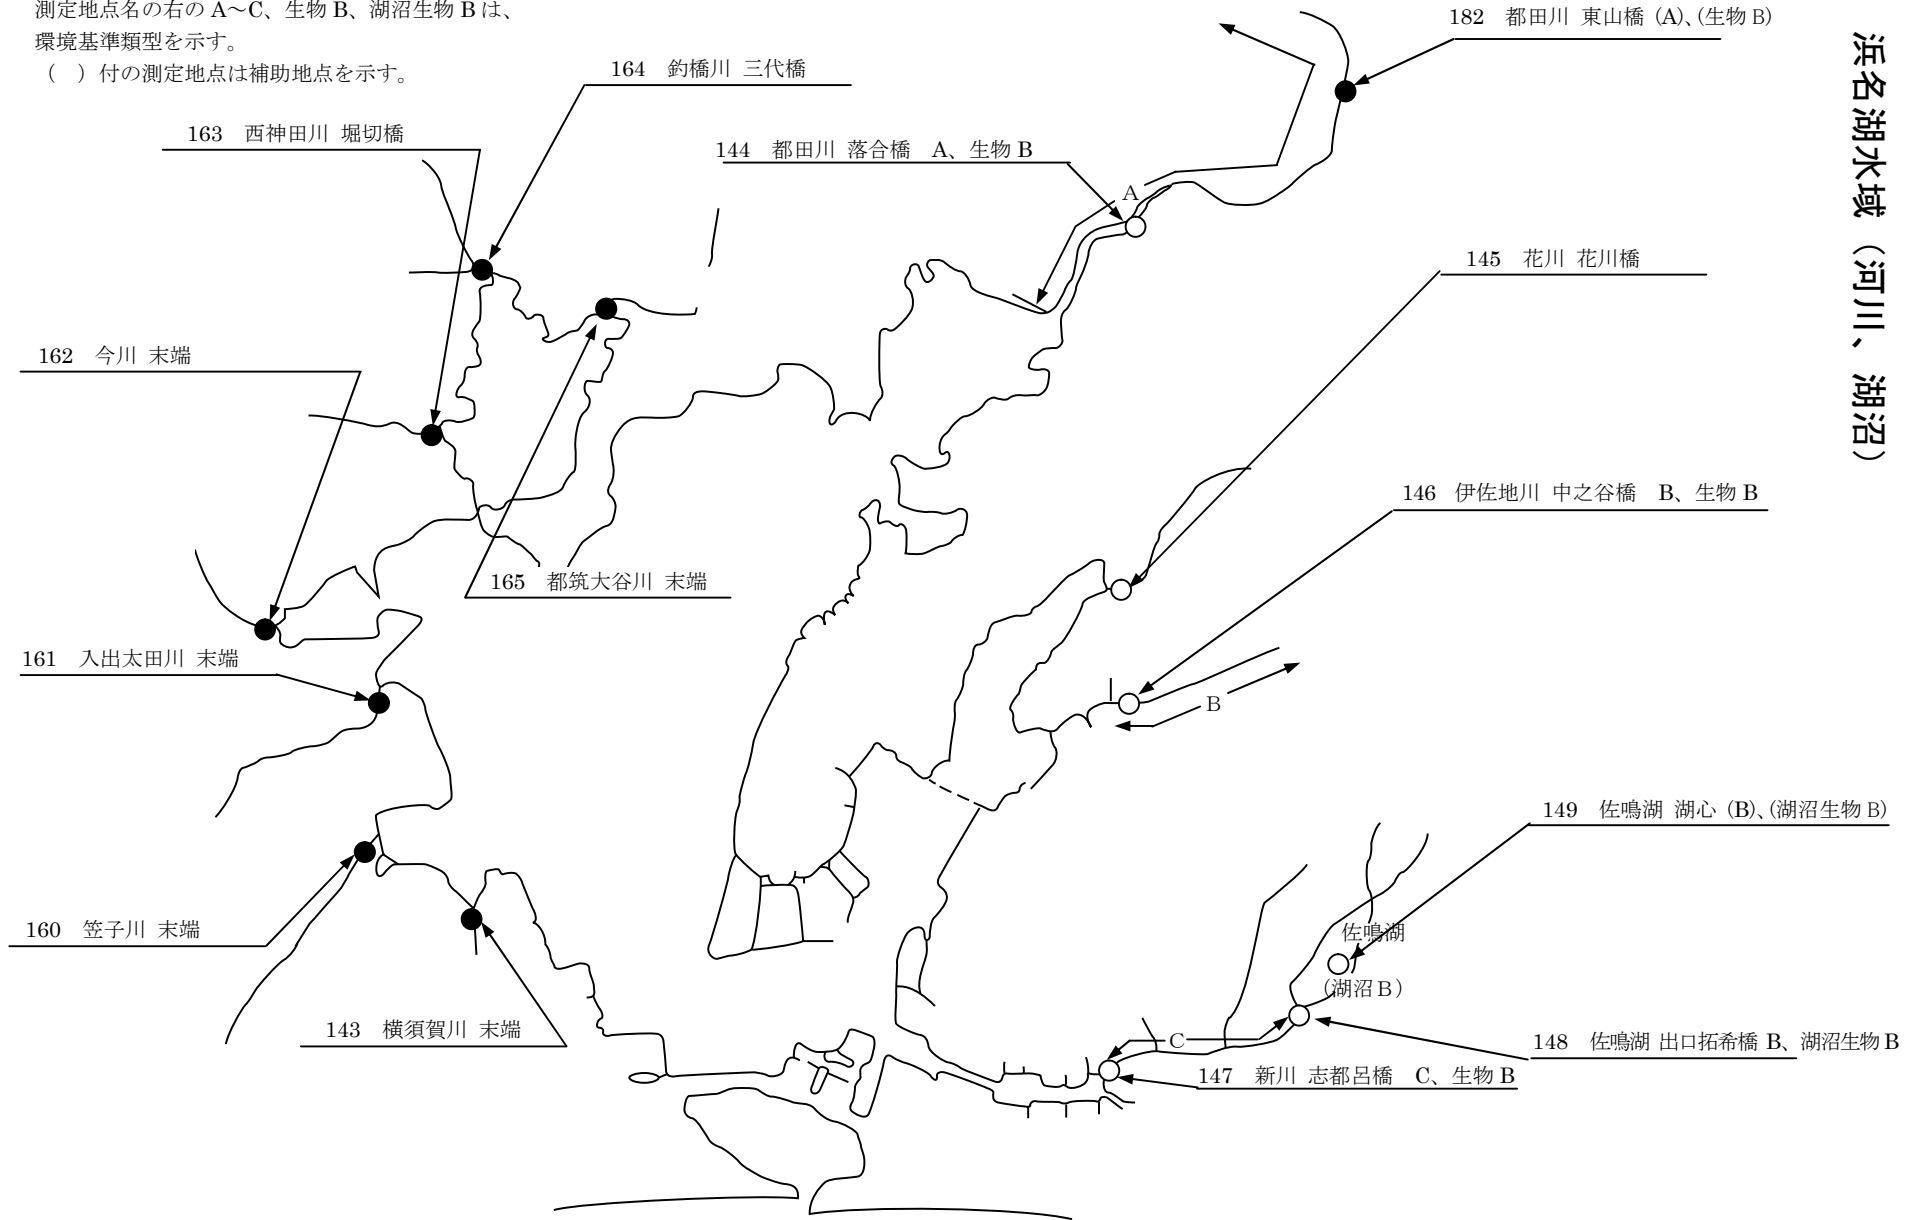 測定地点名の右の A～C、生物 B、湖沼生物 B は、
環境基準類型を示す。
（　）付の測定地点は補助地点を示す。
浜名湖水域（河川、湖沼）
182　都田川 東山橋 (A)、(生物 B)
164　釣橋川 三代橋
163　西神田川 堀切橋
144　都田川 落合橋　A、生物 B
A
145　花川 花川橋
162　今川 末端
146　伊佐地川 中之谷橋　B、生物 B
165　都筑大谷川 末端
161　入出太田川 末端
B
149　佐鳴湖 湖心 (B)、(湖沼生物 B)
160　笠子川 末端
佐鳴湖
（湖沼Ｂ）
143　横須賀川 末端
C
148　佐鳴湖 出口拓希橋 B、湖沼生物 B
147　新川 志都呂橋　C、生物 B